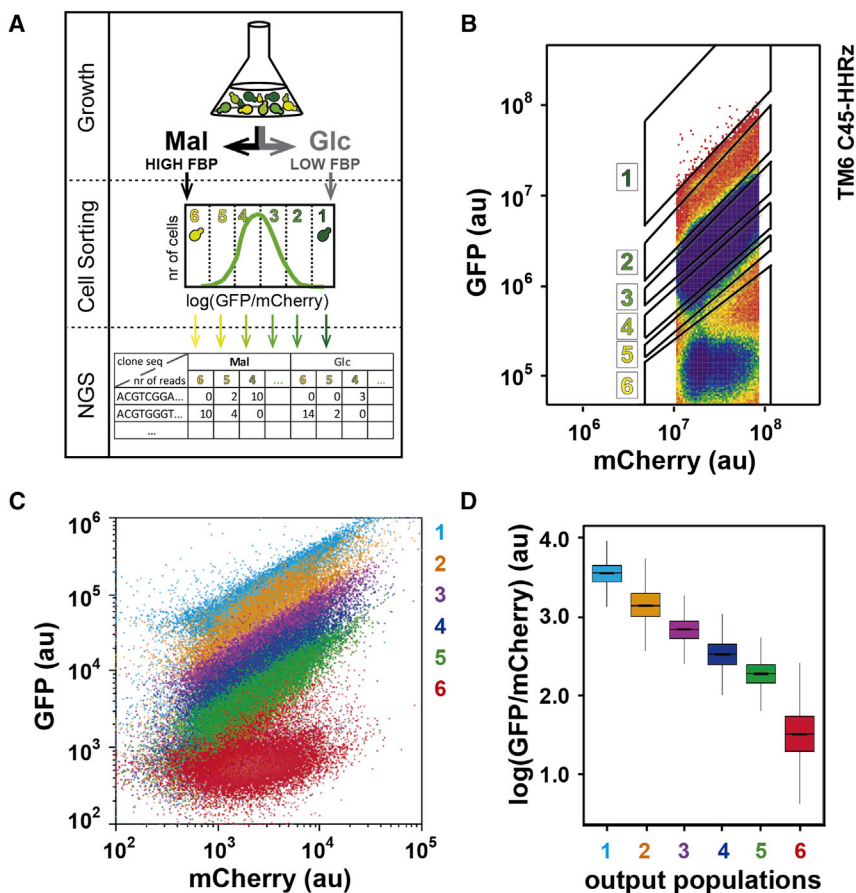 A
Growth
Mal
HIGH FBP
Glc
LOW FBP
Cell Sorting
nr of cells
6 5 4 3 2 1
log(GFP/mCherry)
NGS
clone seq
nr of reads
Mal Glc
6 5 4 ... 6 5 4 ...
ACGTCGGA... 0 2 10 0 0 3
ACGTGGGT... 10 4 0 14 2 0
...
B
TM6 C45-HHRz
GFP (au)
10^8
10^7
10^6
10^5
1
2
3
4
5
6
10^6 10^7 10^8
mCherry (au)
C
GFP (au)
10^6
10^5
10^4
10^3
10^2
1
2
3
4
5
6
10^2 10^3 10^4 10^5
mCherry (au)
D
log(GFP/mCherry) (au)
4.0
3.0
2.0
1.0
1 2 3 4 5 6
output populations